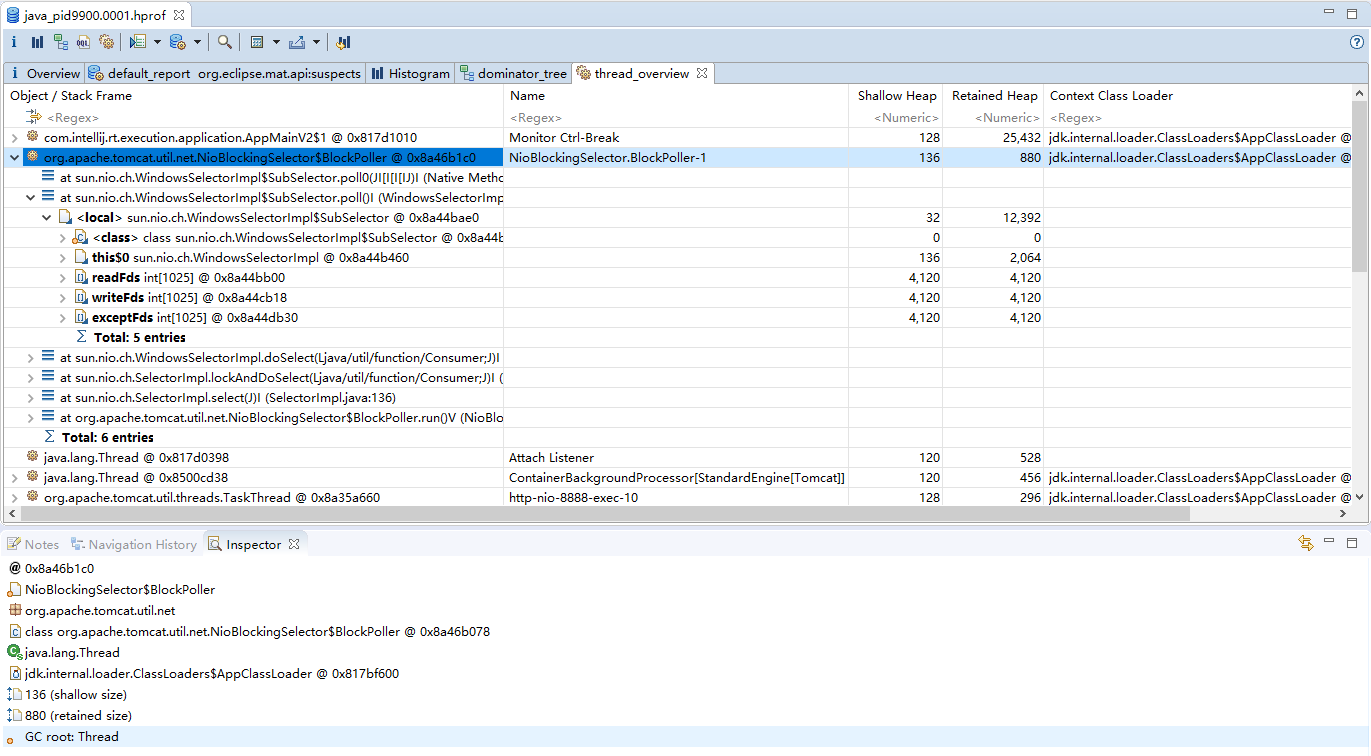 java_pid9900.0001.hprof
i OQL
i Overview default_report org.eclipse.mat.api:suspects Histogram dominator_tree thread_overview
Object / Stack Frame Name Shallow Heap Retained Heap Context Class Loader
<Regex> <Regex> <Numeric> <Numeric> <Regex>
com.intellij.rt.execution.application.AppMainV2$1 @ 0x817d1010 Monitor Ctrl-Break 128 25,432 jdk.internal.loader.ClassLoaders$AppClassLoader @
org.apache.tomcat.util.net.NioBlockingSelector$BlockPoller @ 0x8a46b1c0 NioBlockingSelector.BlockPoller-1 136 880 jdk.internal.loader.ClassLoaders$AppClassLoader @
at sun.nio.ch.WindowsSelectorImpl$SubSelector.poll0(JI[I[I[IJ)I (Native Metho
at sun.nio.ch.WindowsSelectorImpl$SubSelector.poll()I (WindowsSelectorImp
<local> sun.nio.ch.WindowsSelectorImpl$SubSelector @ 0x8a44bae0 32 12,392
<class> class sun.nio.ch.WindowsSelectorImpl$SubSelector @ 0x8a44b 0 0
this$0 sun.nio.ch.WindowsSelectorImpl @ 0x8a44b460 136 2,064
readFds int[1025] @ 0x8a44bb00 4,120 4,120
writeFds int[1025] @ 0x8a44cb18 4,120 4,120
exceptFds int[1025] @ 0x8a44db30 4,120 4,120
Σ Total: 5 entries
at sun.nio.ch.WindowsSelectorImpl.doSelect(Ljava/util/function/Consumer;J)I
at sun.nio.ch.SelectorImpl.lockAndDoSelect(Ljava/util/function/Consumer;J)I (
at sun.nio.ch.SelectorImpl.select(J)I (SelectorImpl.java:136)
at org.apache.tomcat.util.net.NioBlockingSelector$BlockPoller.run()V (NioBlo
Σ Total: 6 entries
java.lang.Thread @ 0x817d0398 Attach Listener 120 528
java.lang.Thread @ 0x8500cd38 ContainerBackgroundProcessor[StandardEngine[Tomcat]] 120 456 jdk.internal.loader.ClassLoaders$AppClassLoader @
org.apache.tomcat.util.threads.TaskThread @ 0x8a35a660 http-nio-8888-exec-10 128 296 jdk.internal.loader.ClassLoaders$AppClassLoader @
Notes Navigation History Inspector
@ 0x8a46b1c0
NioBlockingSelector$BlockPoller
org.apache.tomcat.util.net
class org.apache.tomcat.util.net.NioBlockingSelector$BlockPoller @ 0x8a46b078
java.lang.Thread
jdk.internal.loader.ClassLoaders$AppClassLoader @ 0x817bf600
136 (shallow size)
880 (retained size)
GC root: Thread